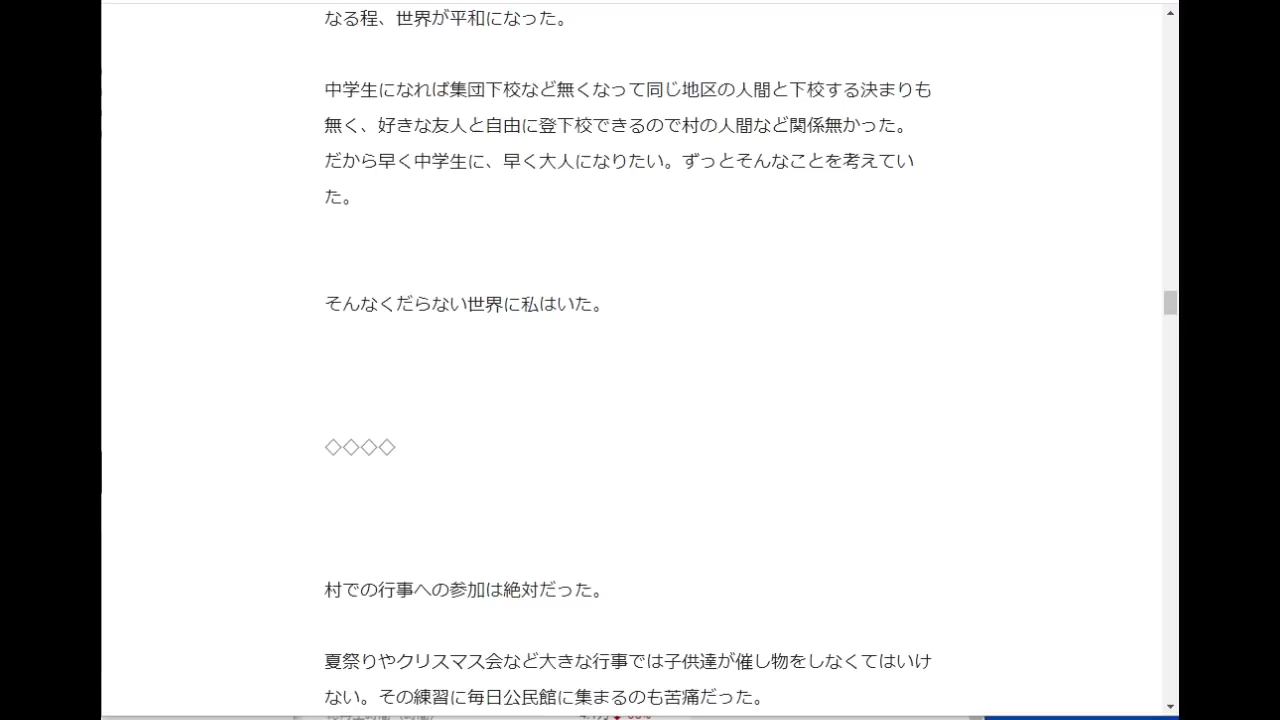 なる程、世界が平和になった。
中学生になれば集団下校など無くなって同じ地区の人間と下校する決まりも
無く、好きな友人と自由に登下校できるので村の人間など関係無かった。
だから早く中学生に、早く大人になりたい。ずっとそんなことを考えてい
た。
そんなくだらない世界に私はいた。
◇◇◇◇
村での行事への参加は絶対だった。
夏祭りやクリスマス会など大きな行事では子供達が催し物をしなくてはいけ
ない。その練習に毎日公民館に集まるのも苦痛だった。